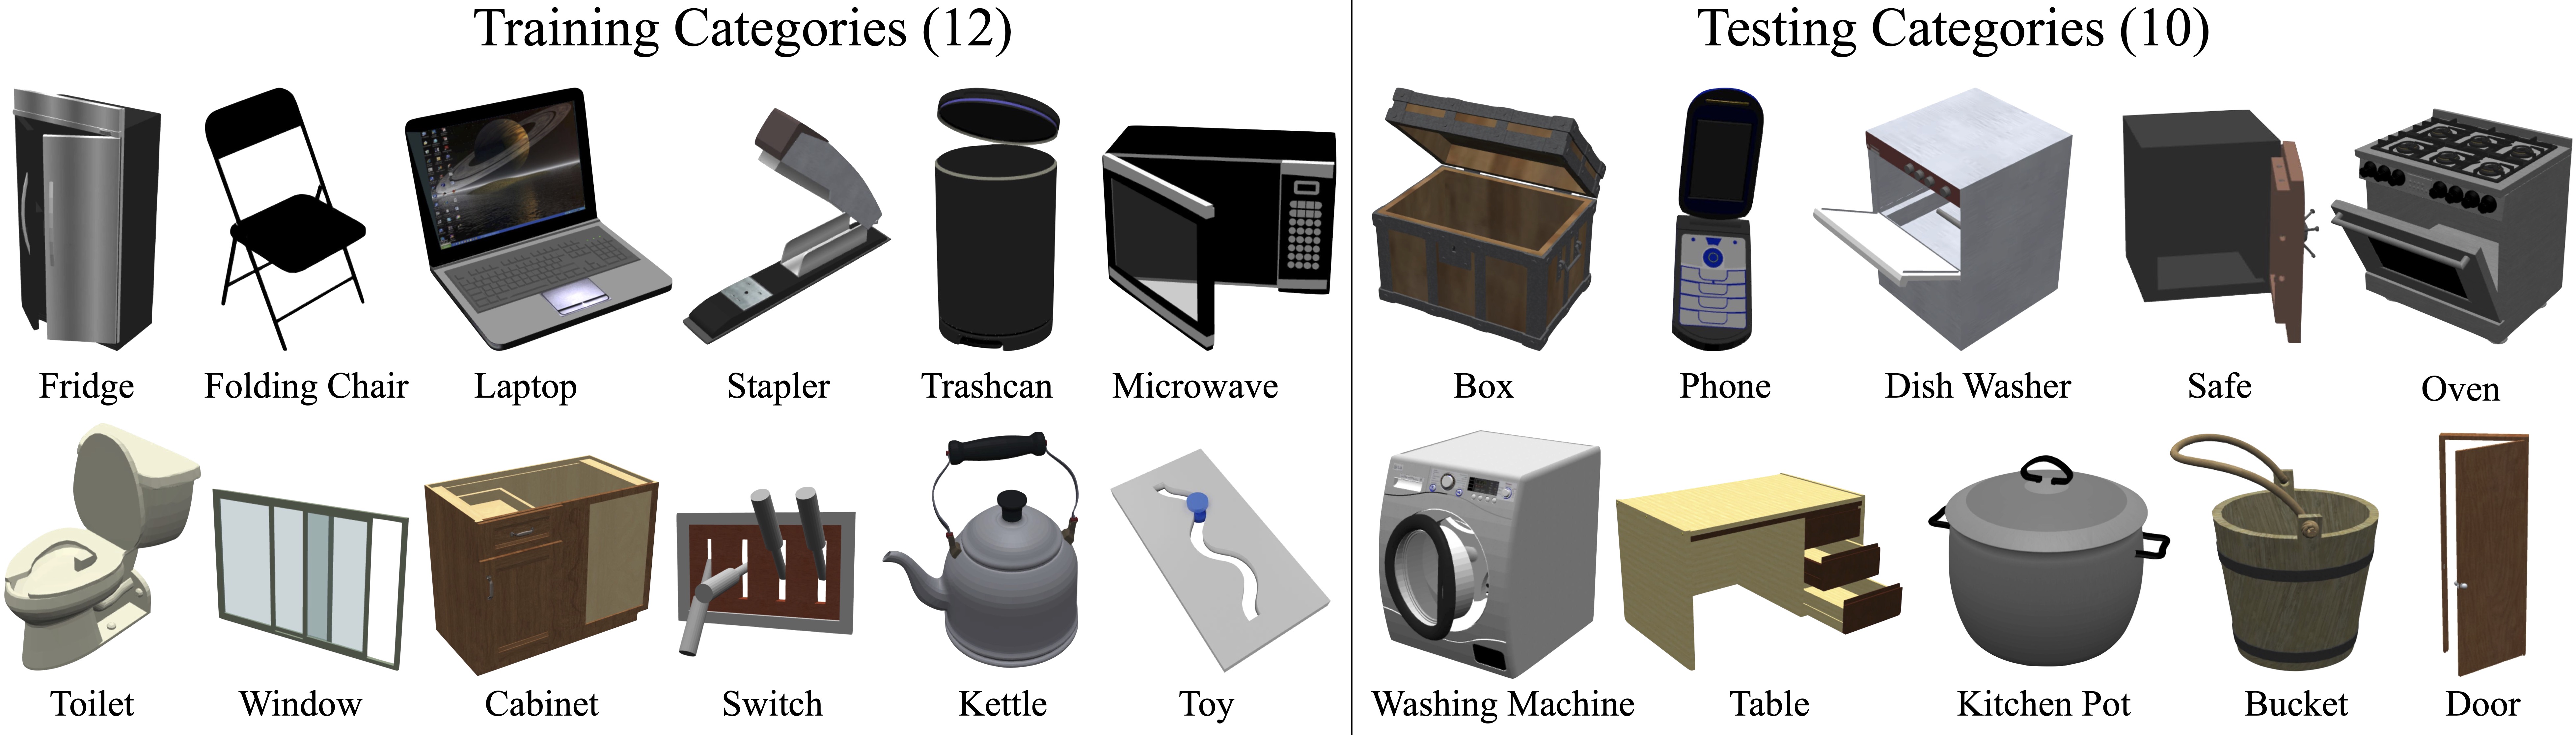 Training Categories (12)
Fridge
Folding Chair
Laptop
Stapler
Trashcan
Microwave
Toilet
Window
Cabinet
Switch
Kettle
Toy
Testing Categories (10)
Box
Phone
Dish Washer
Safe
Oven
Washing Machine
Table
Kitchen Pot
Bucket
Door